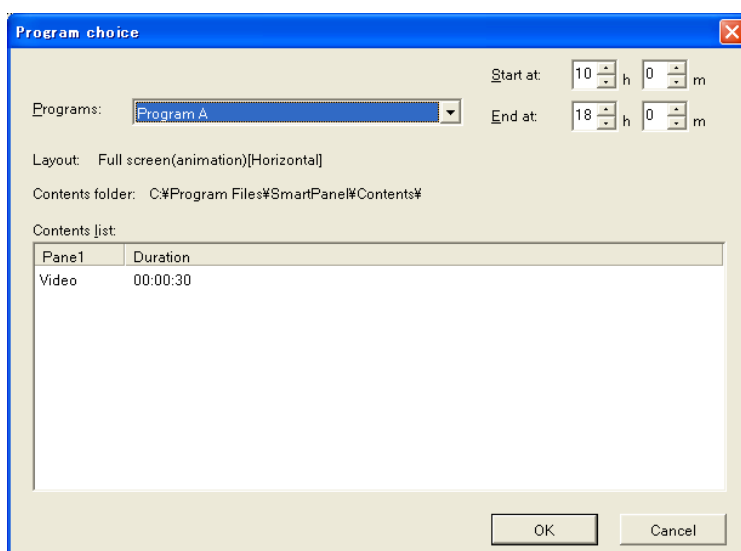 Program choice
Start at: 10 h 0 m
Programs: Program A
End at: 18 h 0 m
Layout: Full screen(animation)[Horizontal]
Contents folder: C:¥Program Files¥SmartPanel¥Contents¥
Contents list:
Pane1 Duration
Video 00:00:30
OK Cancel